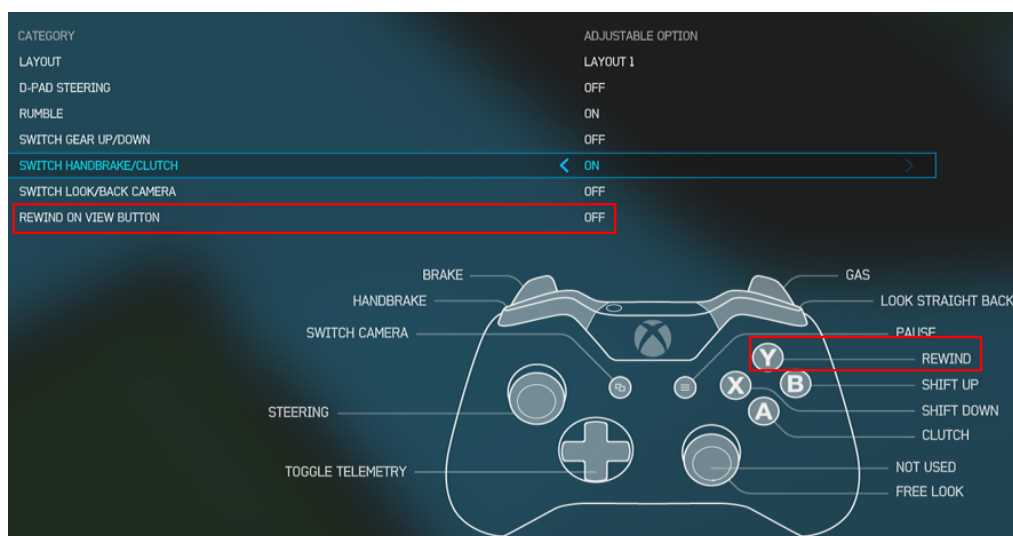 CATEGORY ADJUSTABLE OPTION
LAYOUT LAYOUT 1
D-PAD STEERING OFF
RUMBLE ON
SWITCH GEAR UP/DOWN OFF
SWITCH HANDBRAKE/CLUTCH ON
SWITCH LOOK/BACK CAMERA OFF
REWIND ON VIEW BUTTON OFF
BRAKE GAS
HANDBRAKE LOOK STRAIGHT BACK
SWITCH CAMERA PAUSE
Y REWIND
X B SHIFT UP
STEERING A SHIFT DOWN
CLUTCH
TOGGLE TELEMETRY NOT USED
FREE LOOK